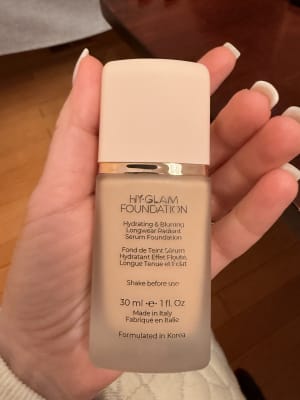 HY-GLAM
FOUNDATION
Hydrating & Blurring
Longwear Radiant
Serum Foundation
Fond de Teint Sérum
Hydratant Effet Flouté,
Longue Tenue et Éclat
Shake before use
30 ml ·e· 1 fl. Oz
Made in Italy
Fabriqué en Italie
Formulated in Korea